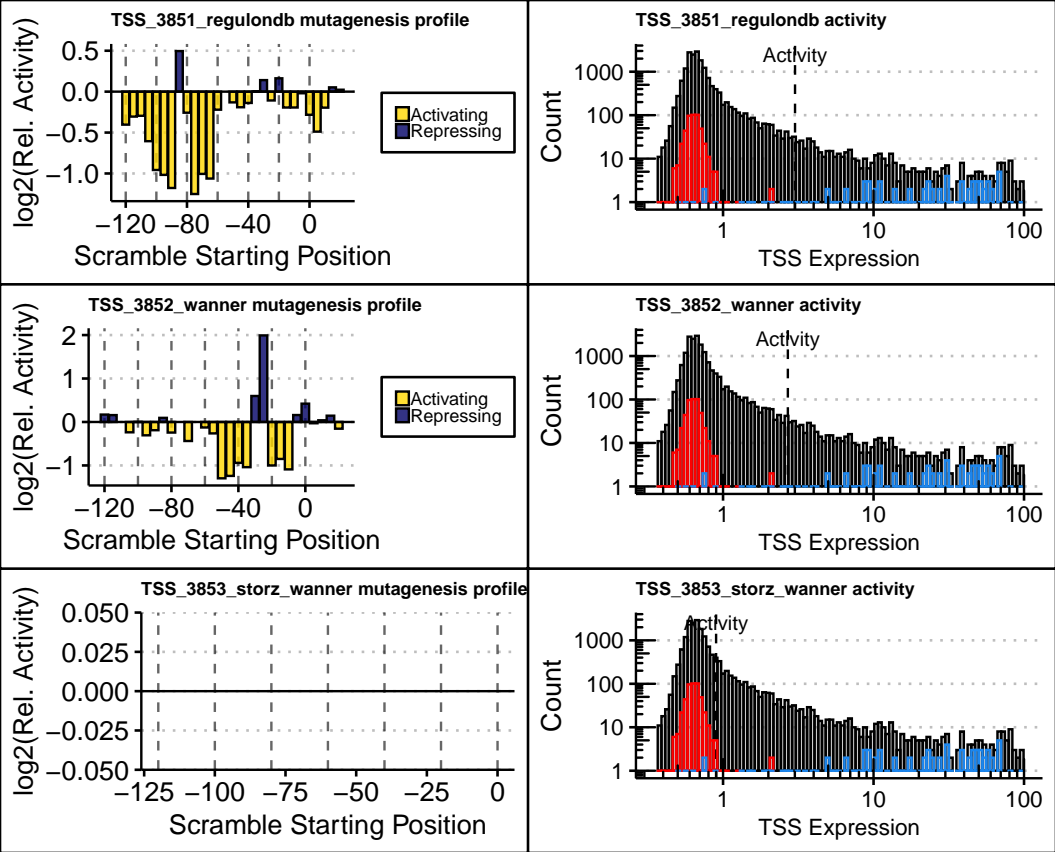 TSS_3851_regulondb mutagenesis profile
log2(Rel. Activity)
0.5
0.0
−0.5
−1.0
−120
−80
−40
0
Scramble Starting Position
Activating
Repressing
TSS_3851_regulondb activity
Activity
Count
1000
100
10
1
1
10
100
TSS Expression
TSS_3852_wanner mutagenesis profile
log2(Rel. Activity)
2
1
0
−1
−120
−80
−40
0
Scramble Starting Position
Activating
Repressing
TSS_3852_wanner activity
Activity
Count
1000
100
10
1
1
10
100
TSS Expression
TSS_3853_storz_wanner mutagenesis profile
log2(Rel. Activity)
0.050
0.025
0.000
−0.025
−0.050
−125
−100
−75
−50
−25
0
Scramble Starting Position
TSS_3853_storz_wanner activity
Activity
Count
1000
100
10
1
1
10
100
TSS Expression